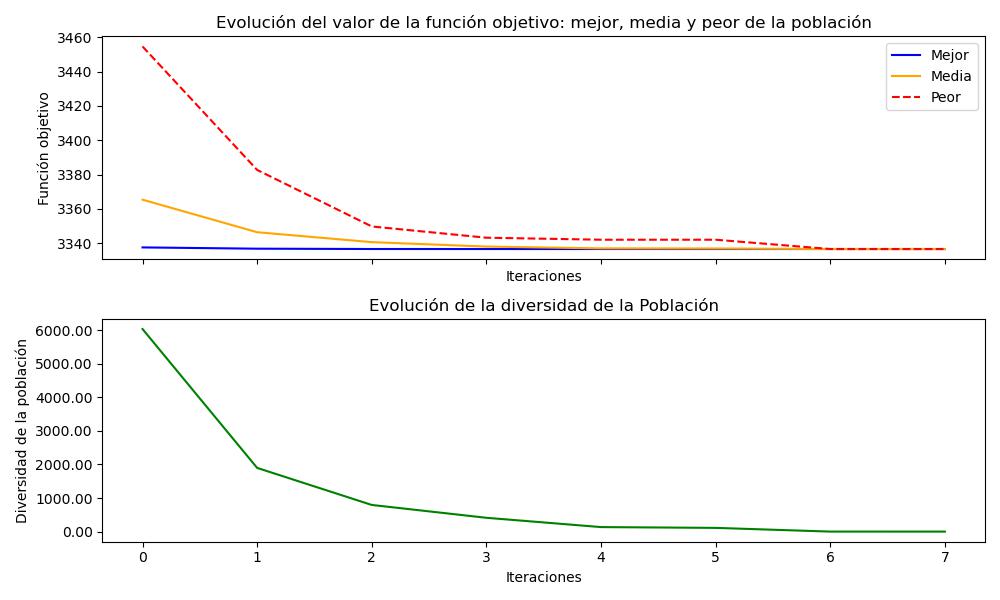 Evolución del valor de la función objetivo: mejor, media y peor de la población
Función objetivo
3460
3440
3420
3400
3380
3360
3340
Mejor
Media
Peor
Iteraciones
Evolución de la diversidad de la Población
Diversidad de la población
6000.00
5000.00
4000.00
3000.00
2000.00
1000.00
0.00
0 1 2 3 4 5 6 7
Iteraciones